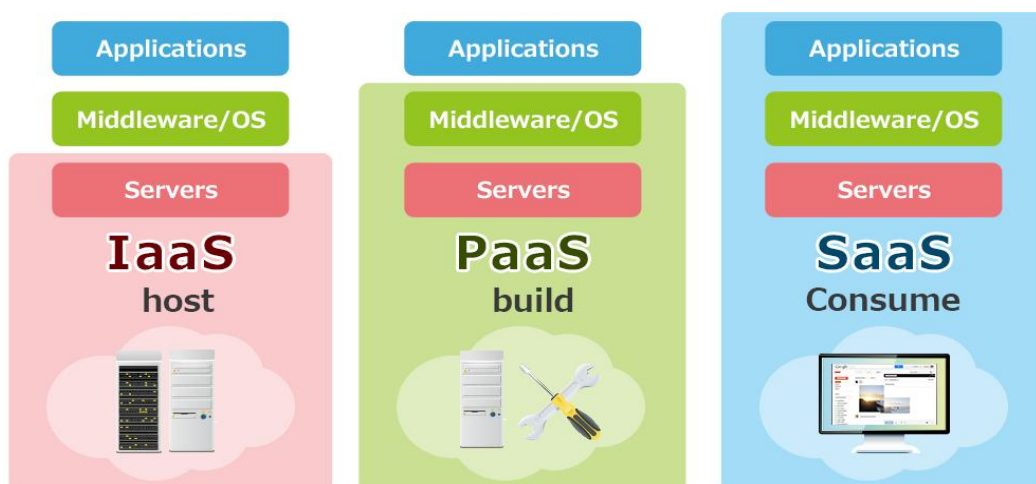 Applications
Middleware/OS
Servers
IaaS
host
Applications
Middleware/OS
Servers
PaaS
build
Applications
Middleware/OS
Servers
SaaS
Consume